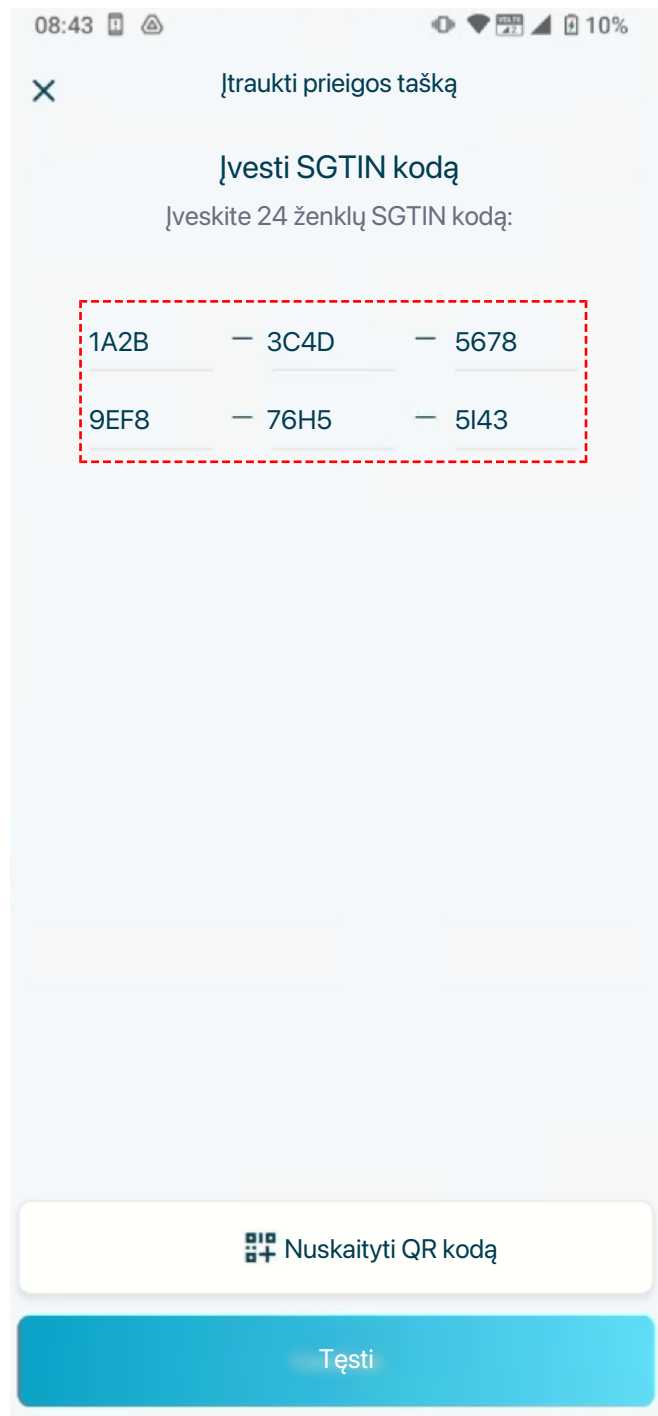 08:43 10%
Įtraukti prieigos tašką
Įvesti SGTIN kodą
Įveskite 24 ženklų SGTIN kodą:
1A2B — 3C4D — 5678
9EF8 — 76H5 — 5I43
Nuskaityti QR kodą
Tęsti